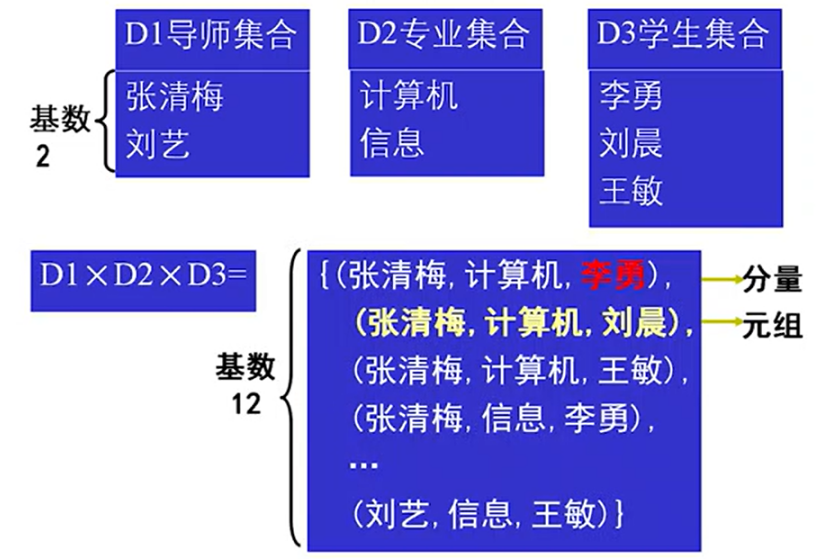 D1导师集合
张清梅
刘艺
基数
2
D2专业集合
计算机
信息
D3学生集合
李勇
刘晨
王敏
D1×D2×D3=
基数
12
{(张清梅,计算机,李勇),
(张清梅,计算机,刘晨),
(张清梅,计算机,王敏),
(张清梅,信息,李勇),
…
(刘艺,信息,王敏)}
分量
元组